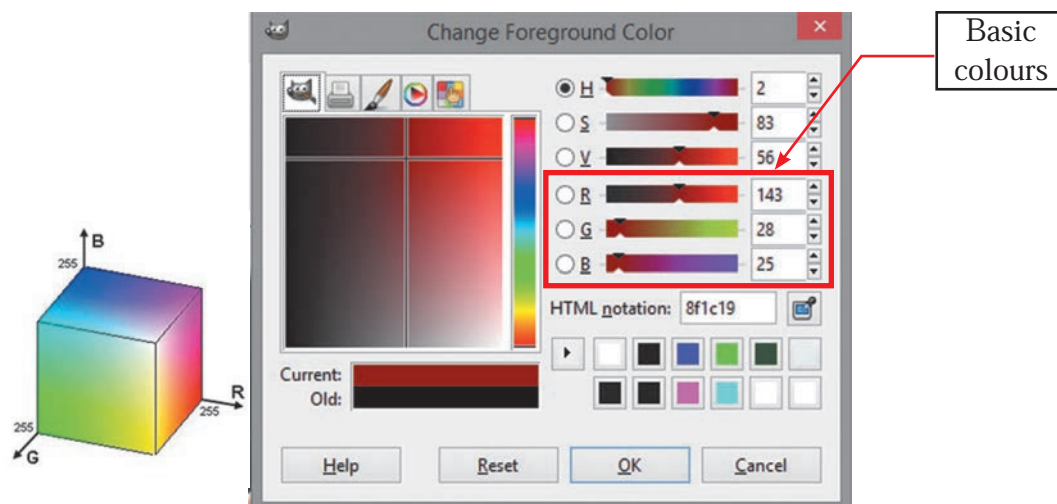 Change Foreground Color
Basic
colours
H 2
S 83
V 56
R 143
G 28
B 25
HTML notation: 8f1c19
Current:
Old:
Help Reset OK Cancel
B
255
R
255
255
G